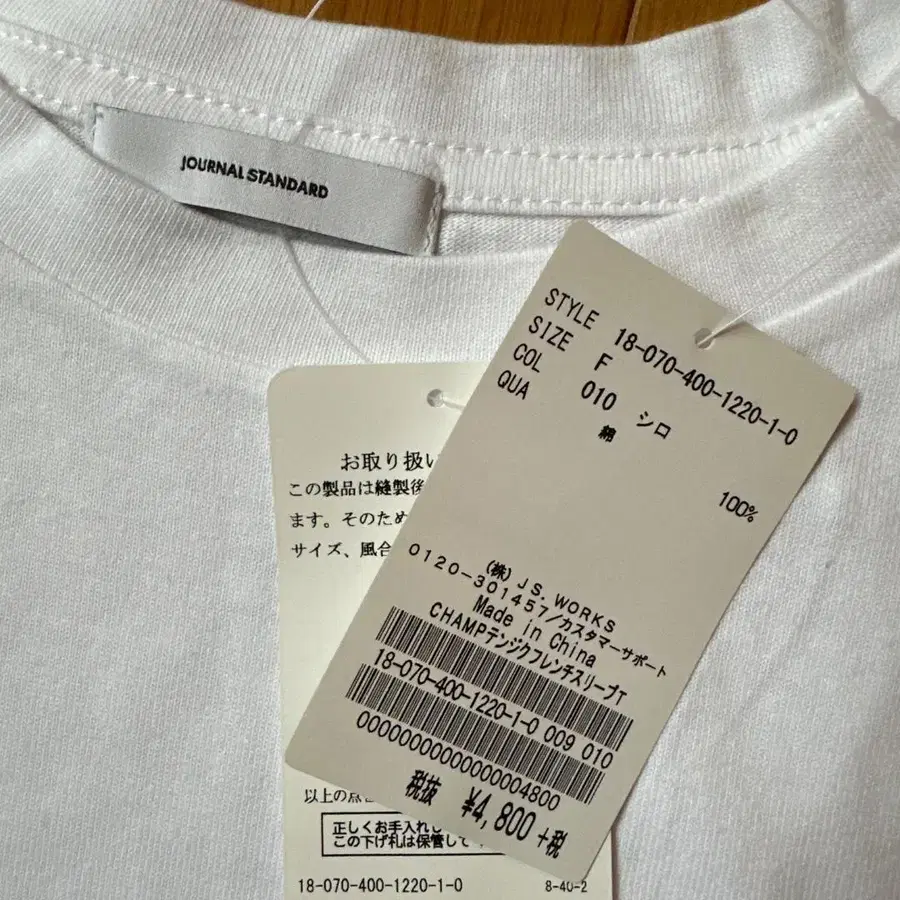 JOURNAL STANDARD
STYLE 18-070-400-1220-1-0
SIZE F
COL 010 シロ
QUA 綿 100%
(株)JS.WORKS
0120-301457/カスタマーサポート
Made in China
CHAMPテンジクフレンチスリーブT
18-070-400-1220-1-0 009 010
0000000000000004800
税抜 ¥4,800+税
お取り扱い
この製品は縫製後
ます。そのため
サイズ、風合
以上の点
正しくお手入れし
この下げ札は保管して
18-070-400-1220-1-0 8-40-2